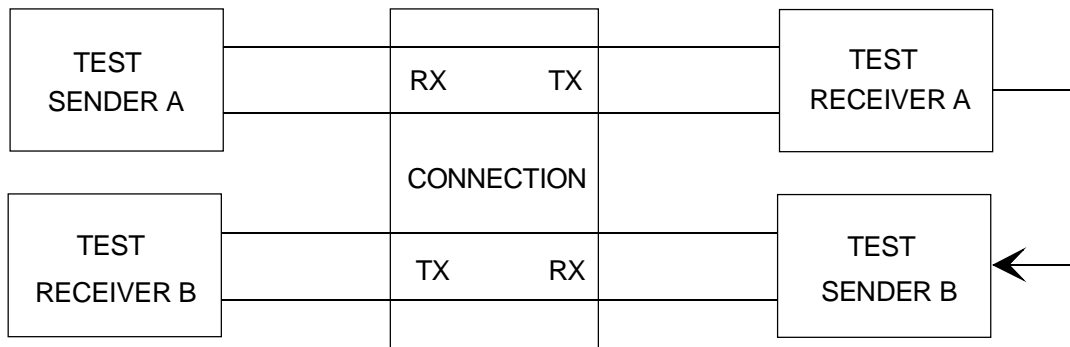 TEST
SENDER A
RX TX
TEST
RECEIVER A
CONNECTION
TEST
RECEIVER B
TX RX
TEST
SENDER B